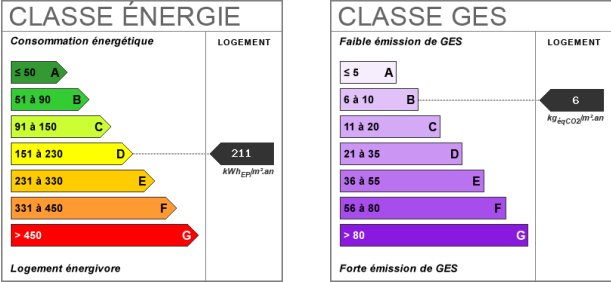 CLASSE ÉNERGIE
Consommation énergétique
LOGEMENT
≤ 50 A
51 à 90 B
91 à 150 C
151 à 230 D
211
kWhEP/m².an
231 à 330 E
331 à 450 F
> 450 G
Logement énergivore
CLASSE GES
Faible émission de GES
LOGEMENT
≤ 5 A
6 à 10 B
6
kgéqCO2/m².an
11 à 20 C
21 à 35 D
36 à 55 E
56 à 80 F
> 80 G
Forte émission de GES